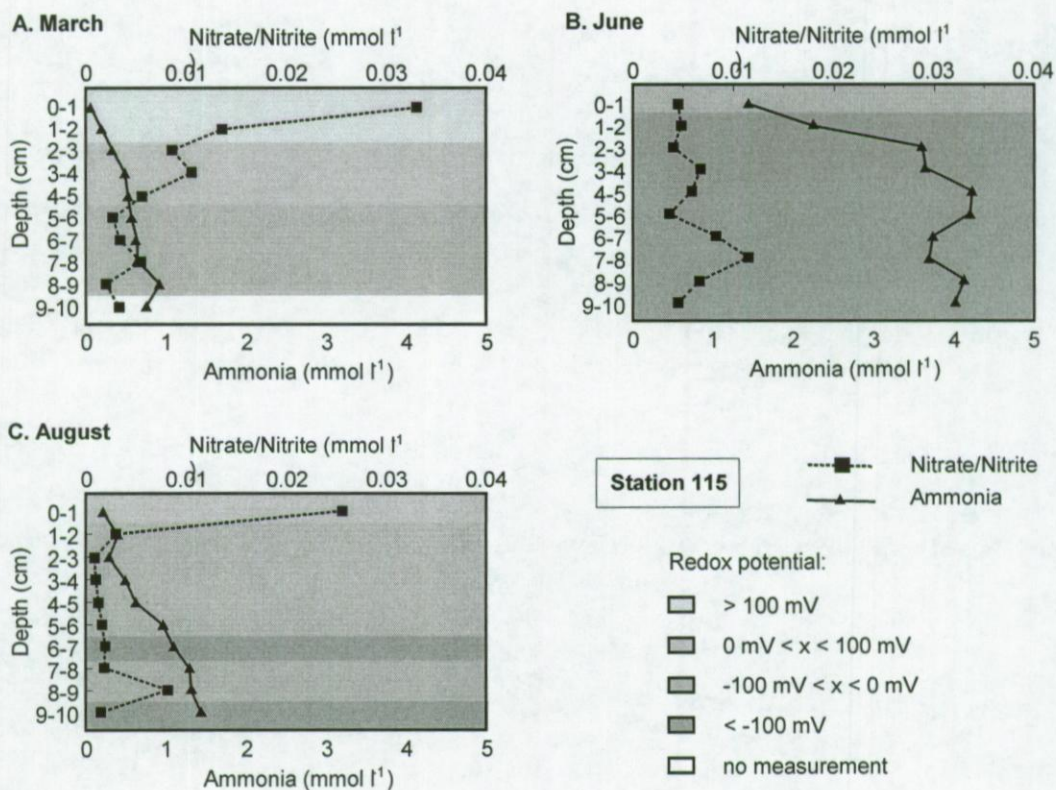 A. March
Nitrate/Nitrite (mmol l¹
0 0.01 0.02 0.03 0.04
Depth (cm)
0-1
1-2
2-3
3-4
4-5
5-6
6-7
7-8
8-9
9-10
0 1 2 3 4 5
Ammonia (mmol l¹)
B. June
Nitrate/Nitrite (mmol l¹
0 0.01 0.02 0.03 0.04
Depth (cm)
0-1
1-2
2-3
3-4
4-5
5-6
6-7
7-8
8-9
9-10
0 1 2 3 4 5
Ammonia (mmol l¹)
C. August
Nitrate/Nitrite (mmol l¹
)
0 0.01 0.02 0.03 0.04
Depth (cm)
0-1
1-2
2-3
3-4
4-5
5-6
6-7
7-8
8-9
9-10
0 1 2 3 4 5
Ammonia (mmol l¹)
Station 115
Nitrate/Nitrite
Ammonia
Redox potential:
> 100 mV
0 mV < x < 100 mV
-100 mV < x < 0 mV
< -100 mV
no measurement